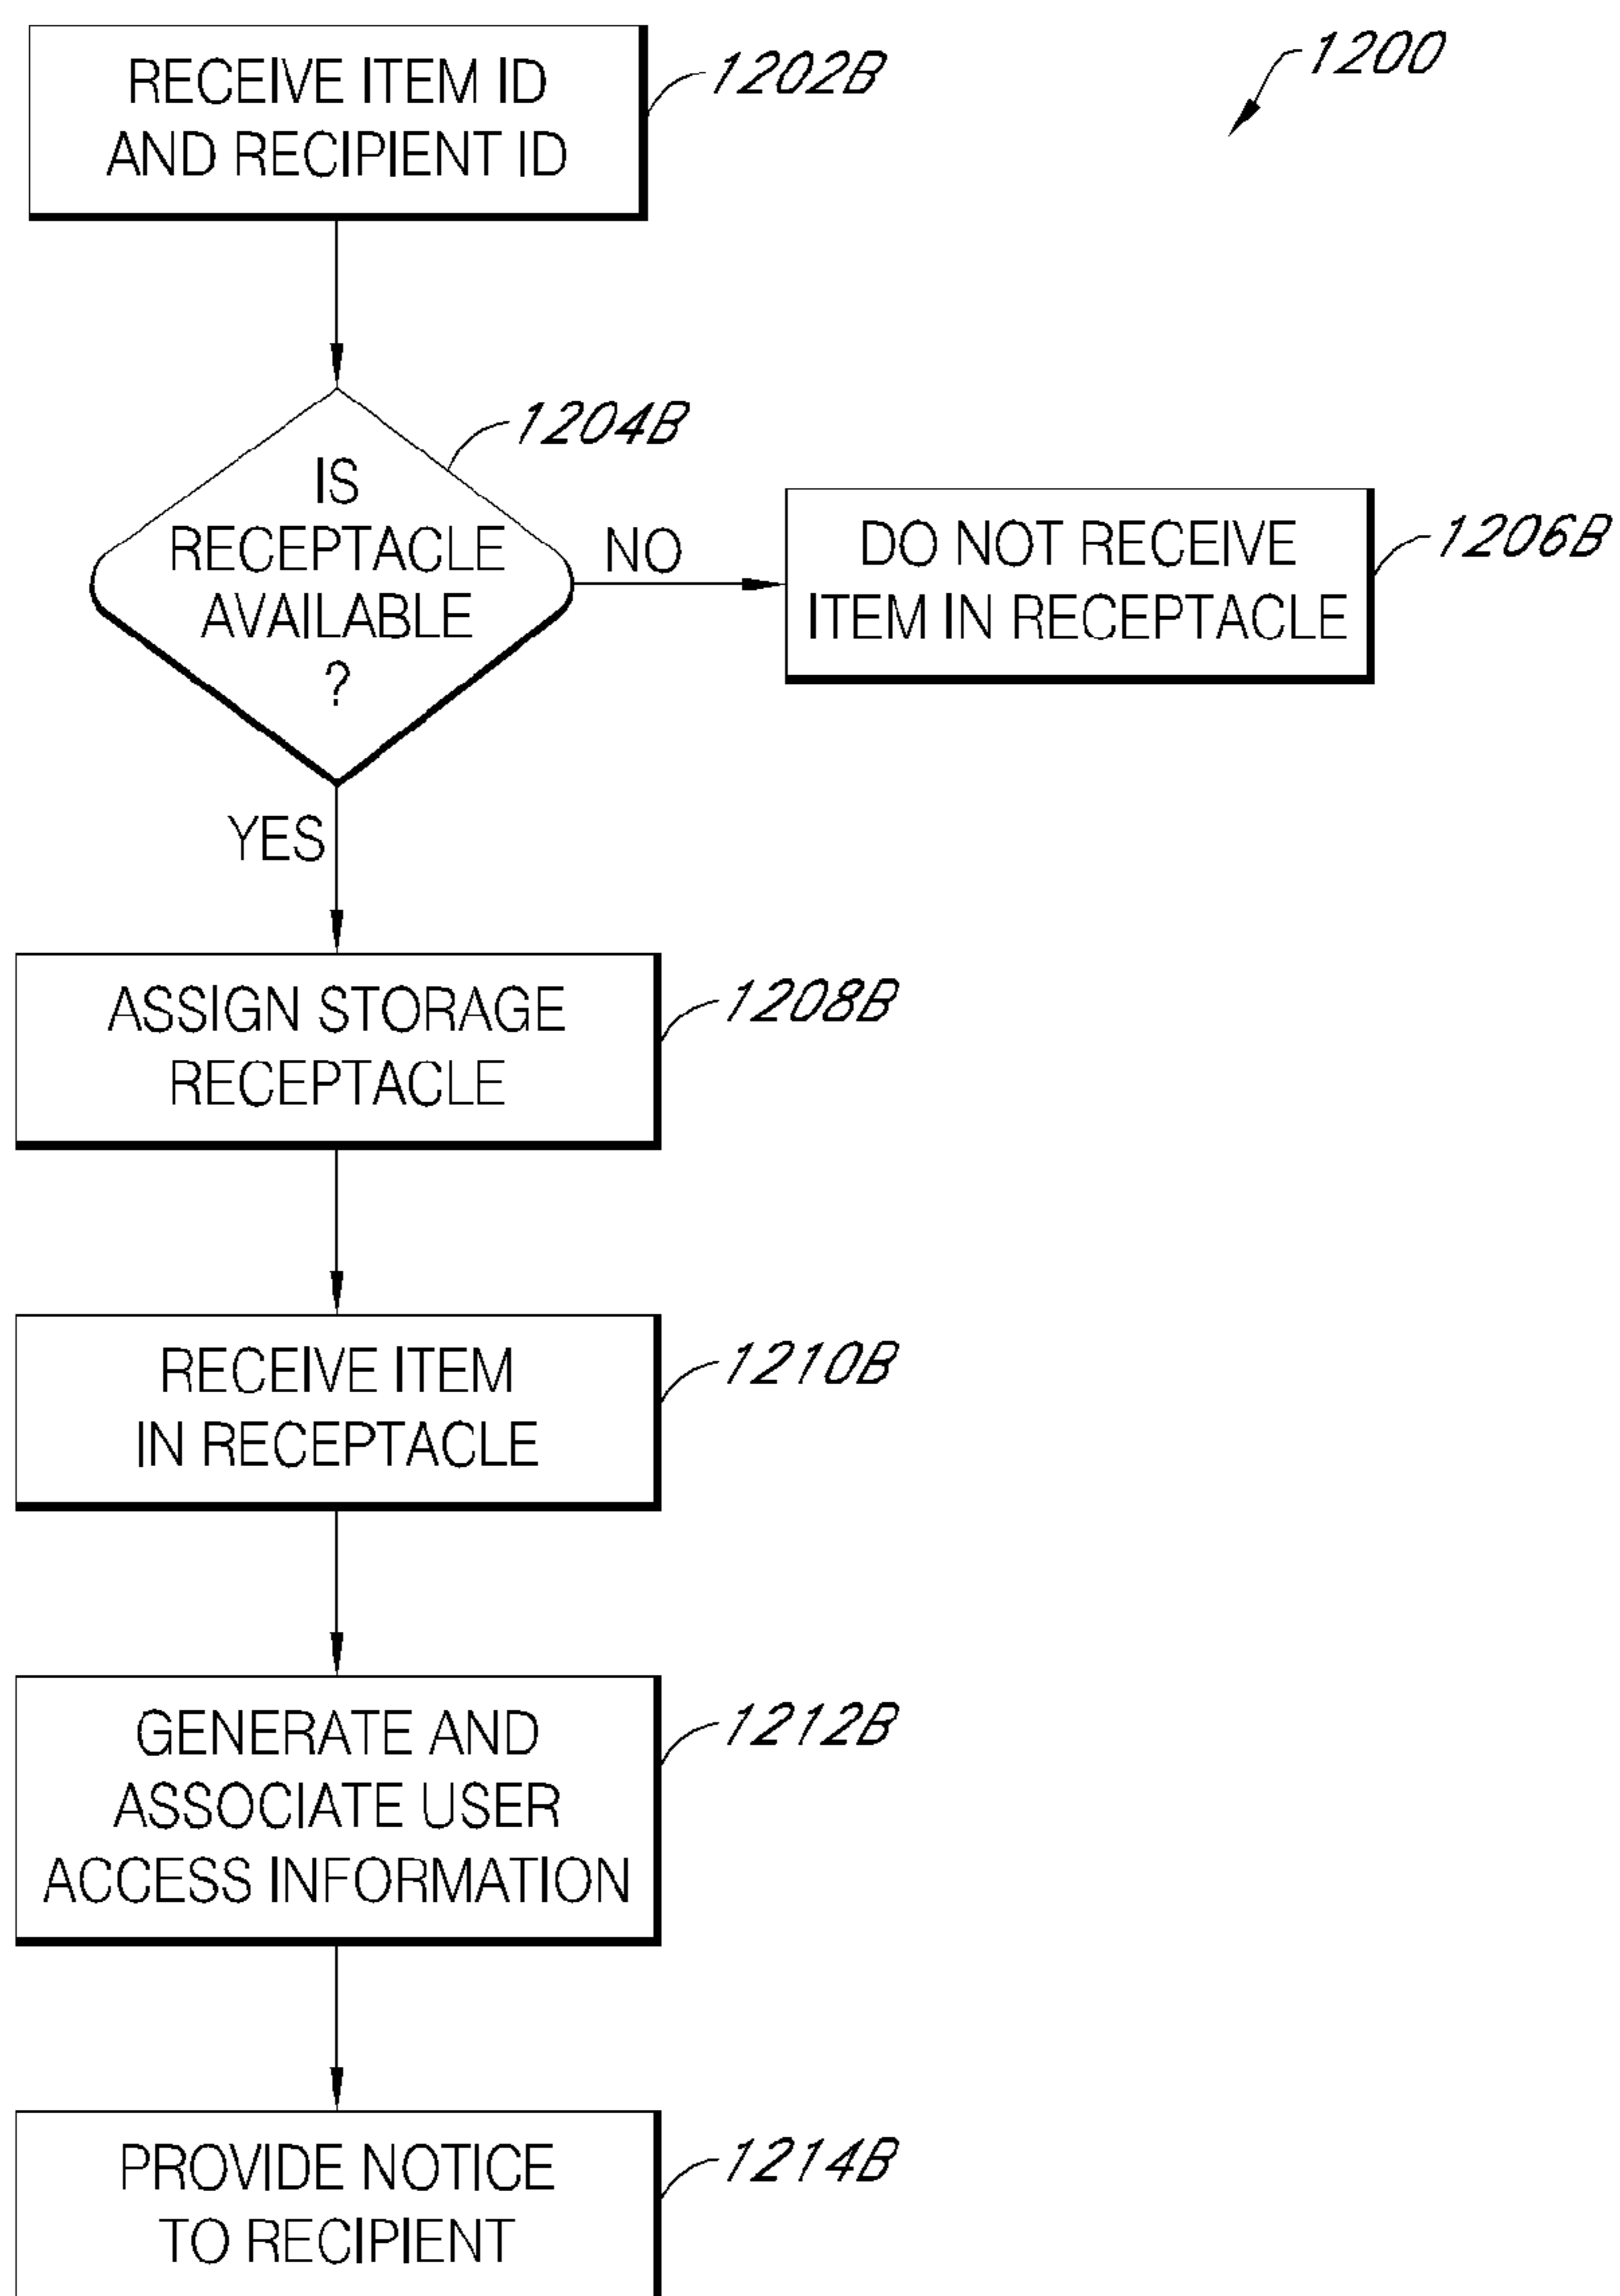 RECEIVE ITEM ID
AND RECIPIENT ID
1202B
1200
IS
RECEPTACLE
AVAILABLE
?
1204B
NO
DO NOT RECEIVE
ITEM IN RECEPTACLE
1206B
YES
ASSIGN STORAGE
RECEPTACLE
1208B
RECEIVE ITEM
IN RECEPTACLE
1210B
GENERATE AND
ASSOCIATE USER
ACCESS INFORMATION
1212B
PROVIDE NOTICE
TO RECIPIENT
1214B